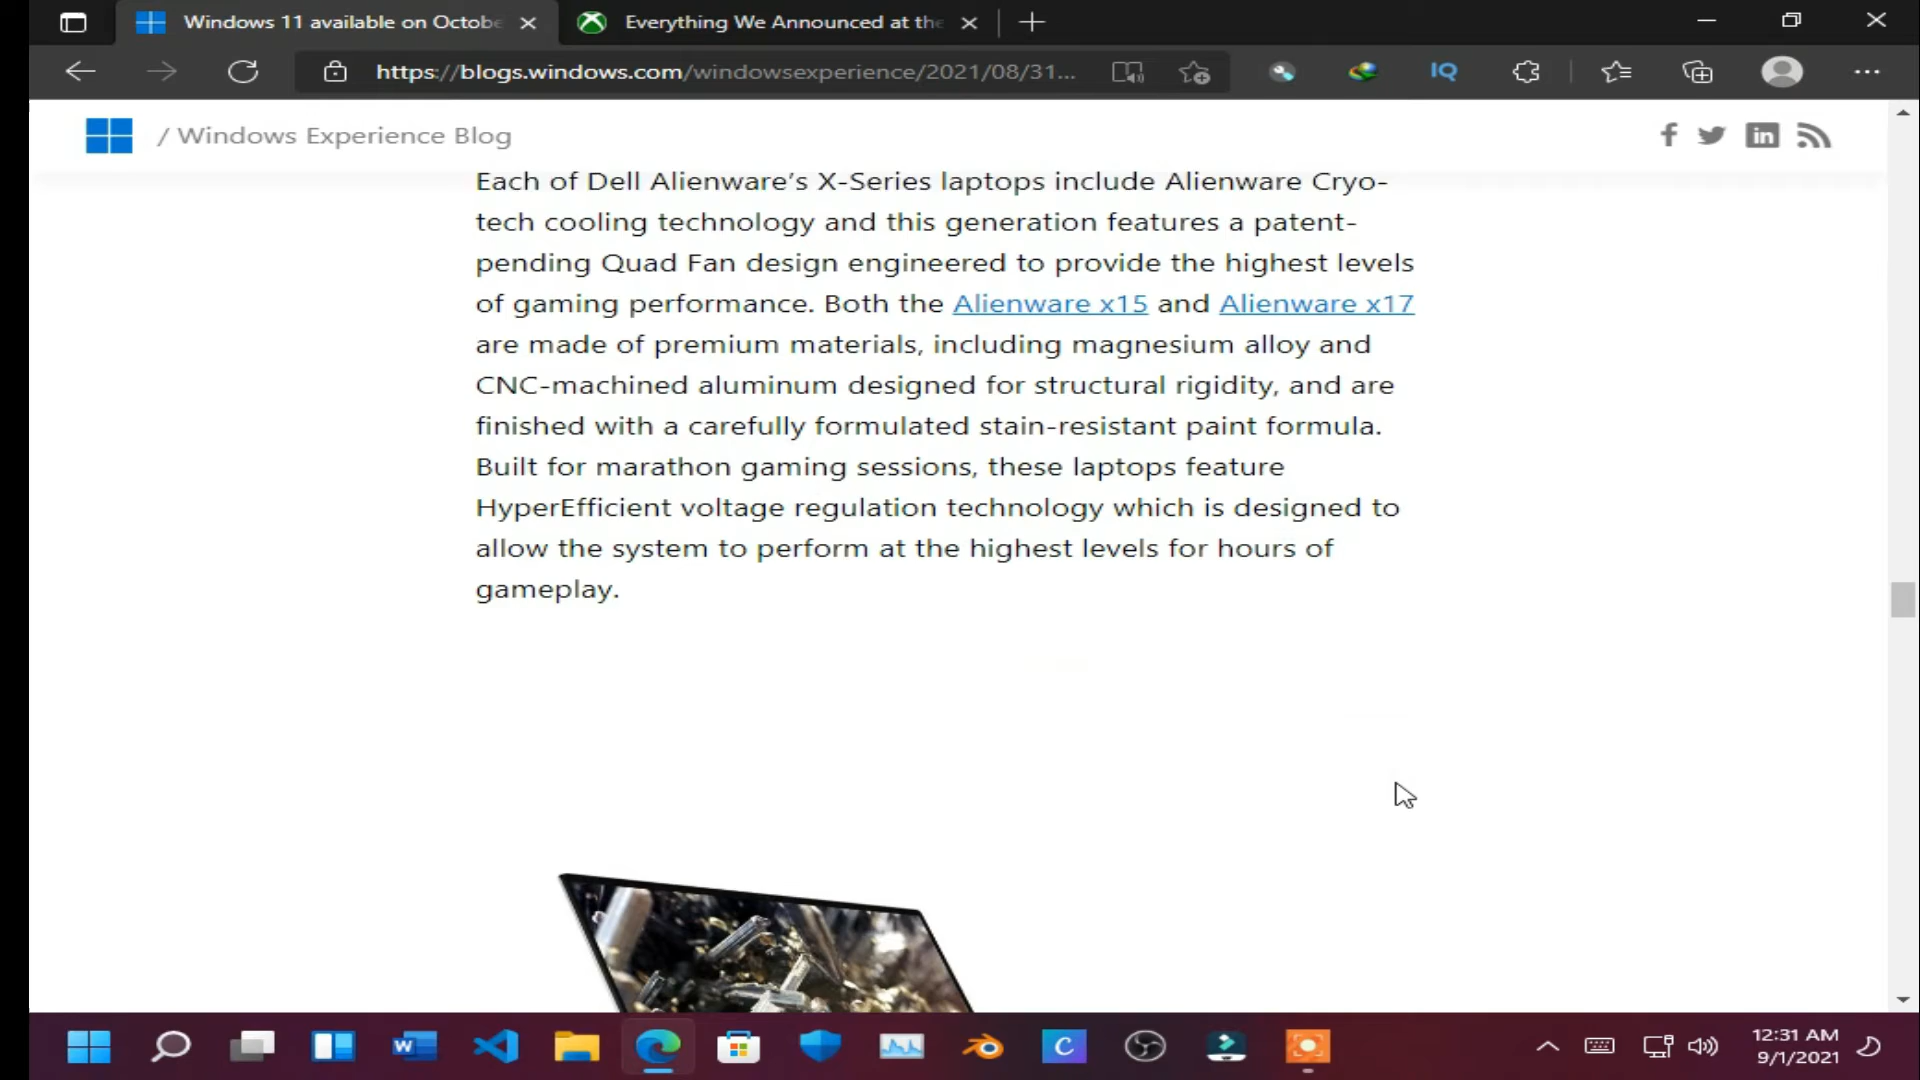 Windows 11 available on Octobe
Everything We Announced at the
https://blogs.windows.com/windowsexperience/2021/08/31...
IQ
/ Windows Experience Blog
Each of Dell Alienware’s X-Series laptops include Alienware Cryo-
tech cooling technology and this generation features a patent-
pending Quad Fan design engineered to provide the highest levels
of gaming performance. Both the Alienware x15 and Alienware x17
are made of premium materials, including magnesium alloy and
CNC-machined aluminum designed for structural rigidity, and are
finished with a carefully formulated stain-resistant paint formula.
Built for marathon gaming sessions, these laptops feature
HyperEfficient voltage regulation technology which is designed to
allow the system to perform at the highest levels for hours of
gameplay.
12:31 AM
9/1/2021